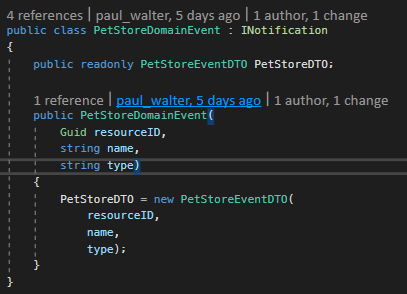 4 references | paul_walter, 5 days ago | 1 author, 1 change
public class PetStoreDomainEvent : INotification
{
public readonly PetStoreEventDTO PetStoreDTO;
1 reference | paul_walter, 5 days ago | 1 author, 1 change
public PetStoreDomainEvent(
Guid resourceID,
string name,
string type)
{
PetStoreDTO = new PetStoreEventDTO(
resourceID,
name,
type);
}
}